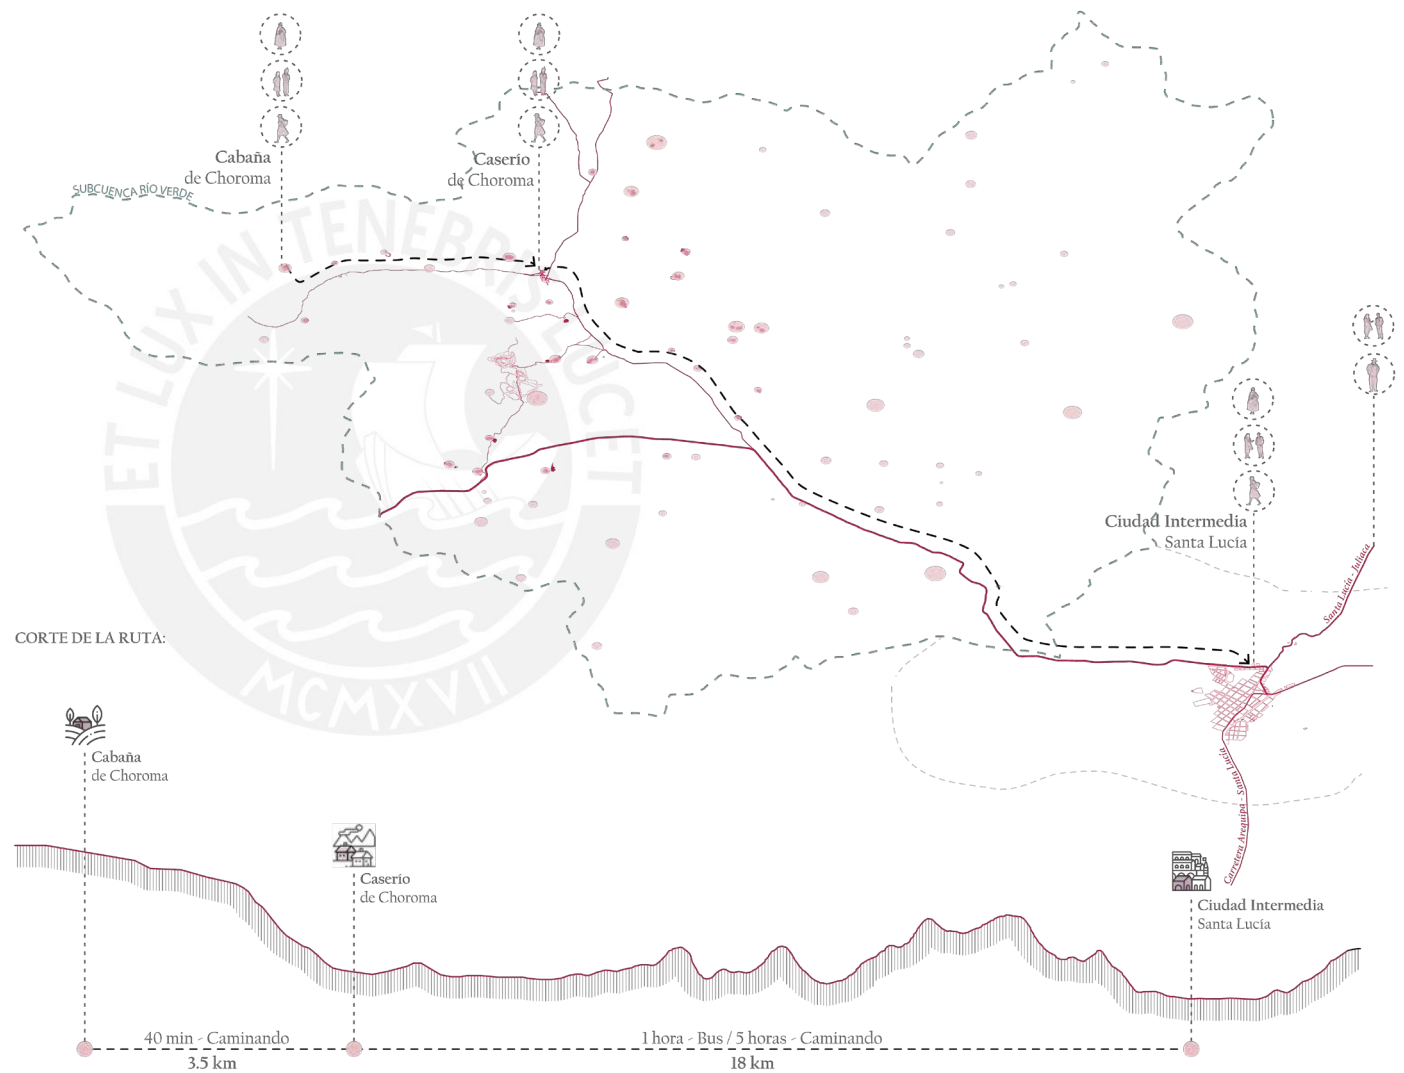 Cabaña
de Choroma
Caserío
de Choroma
SUBCUENCA RÍO VERDE
ET LUX IN TENEBRIS LUCET
MCMXVII
Ciudad Intermedia
Santa Lucía
Santa Lucía - Juliaca
Carretera Arequipa - Santa Lucía
CORTE DE LA RUTA:
Cabaña
de Choroma
Caserío
de Choroma
Ciudad Intermedia
Santa Lucía
40 min - Caminando
3.5 km
1 hora - Bus / 5 horas - Caminando
18 km